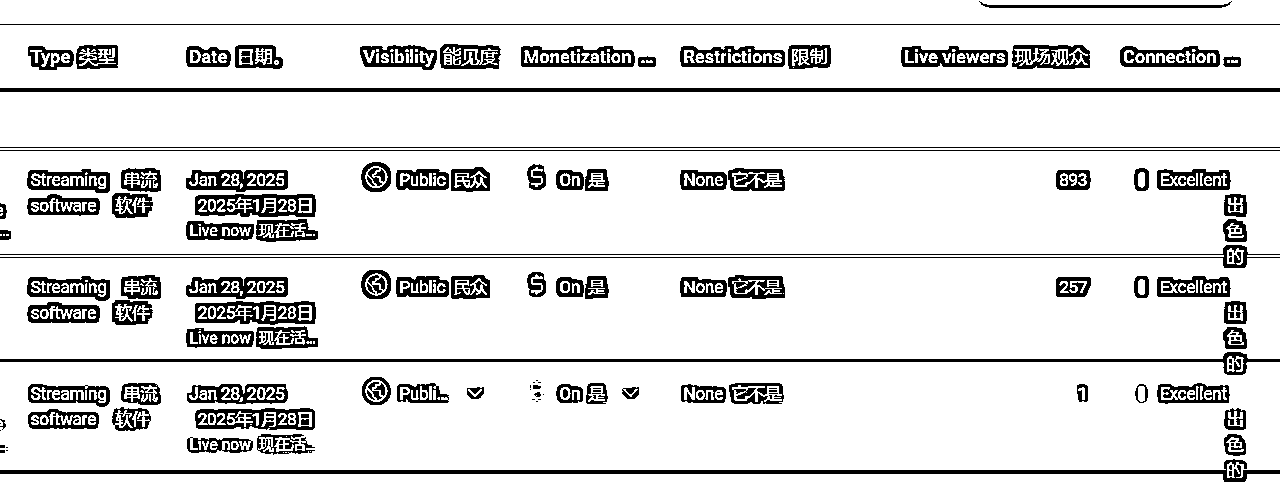 Type 类型 Date 日期。 Visibility 能见度 Monetization ... Restrictions 限制 Live viewers 现场观众 Connection ...
Streaming 串流 Jan 28, 2025 Public 民众 On 是 None 它不是 893 Excellent
software 软件 2025年1月28日 出
Live now 现在活... 色
的
Streaming 串流 Jan 28, 2025 Public 民众 On 是 None 它不是 257 Excellent
software 软件 2025年1月28日 出
Live now 现在活... 色
的
Streaming 串流 Jan 28, 2025 Publi... On 是 None 它不是 1 Excellent
software 软件 2025年1月28日 出
Live now 现在活... 色
的